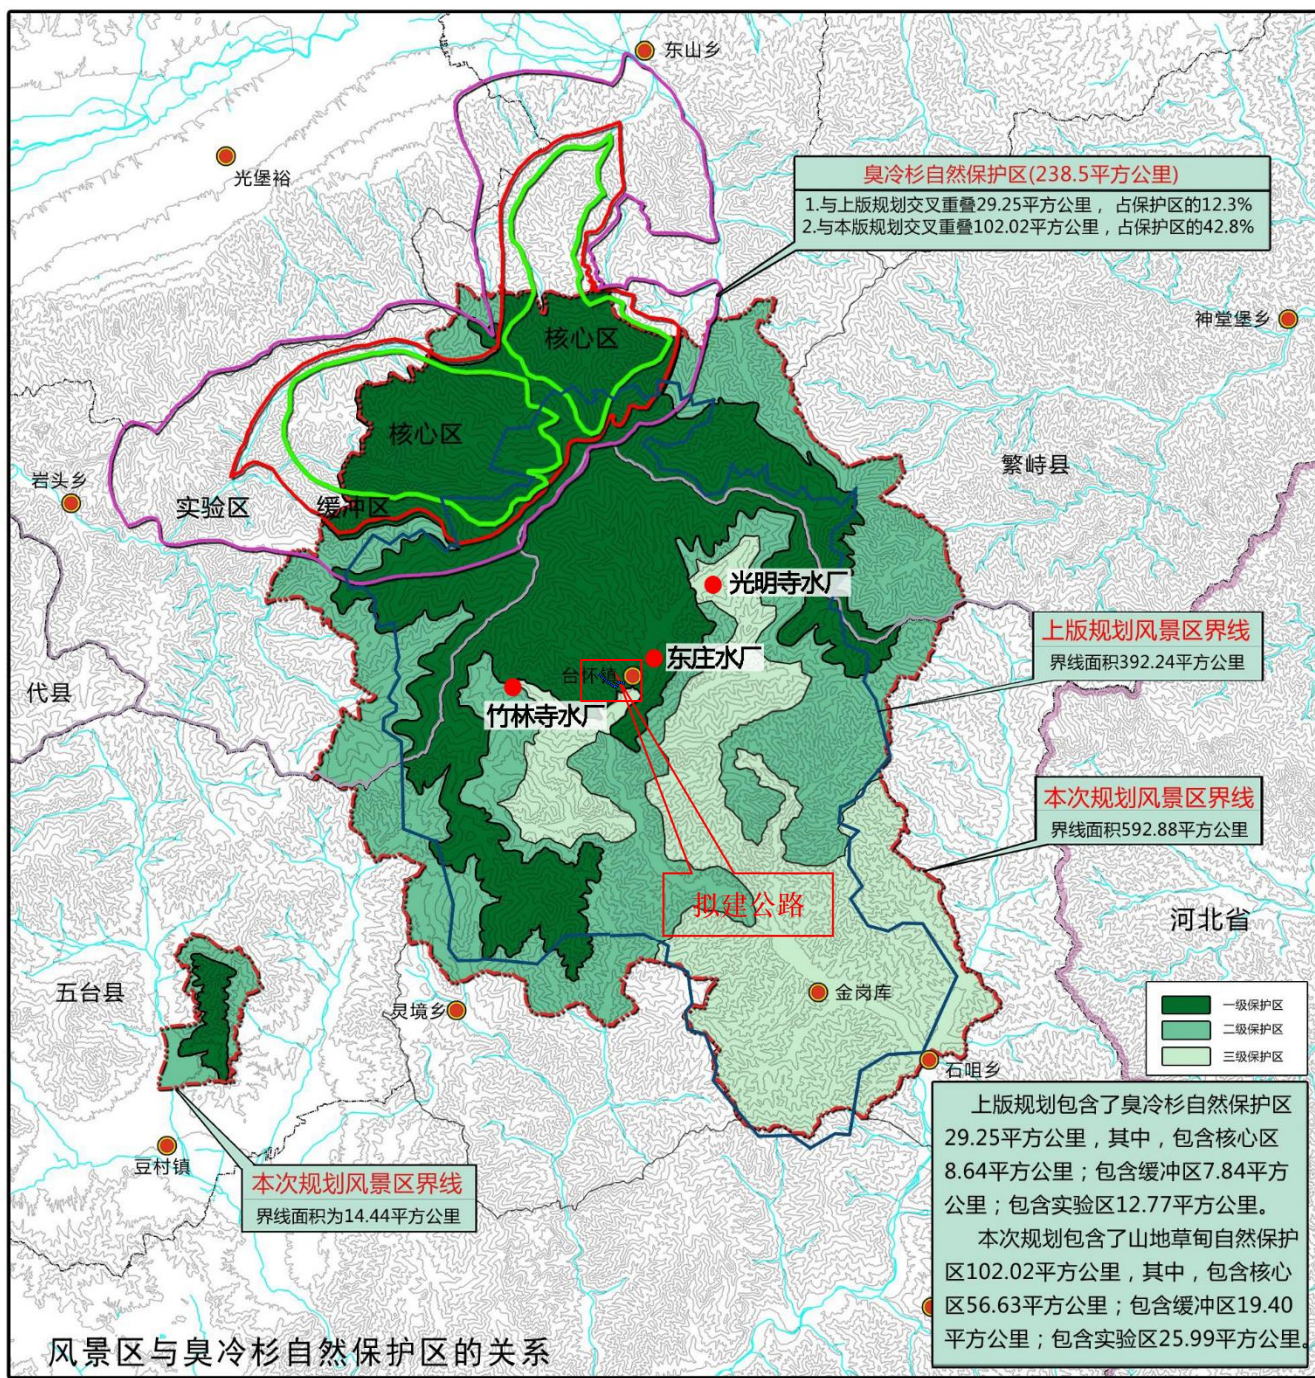 东山乡
光堡裕
臭冷杉自然保护区(238.5平方公里)
1.与上版规划交叉重叠29.25平方公里，占保护区的12.3%
2.与本版规划交叉重叠102.02平方公里，占保护区的42.8%
神堂堡乡
核心区
核心区
繁峙县
岩头乡
实验区
缓冲区
光明寺水厂
上版规划风景区界线
界线面积392.24平方公里
东庄水厂
台怀镇
代县
竹林寺水厂
本次规划风景区界线
界线面积592.88平方公里
拟建公路
河北省
五台县
金岗库
灵境乡
一级保护区
二级保护区
三级保护区
石咀乡
豆村镇
本次规划风景区界线
界线面积为14.44平方公里
上版规划包含了臭冷杉自然保护区
29.25平方公里，其中，包含核心区
8.64平方公里；包含缓冲区7.84平方
公里；包含实验区12.77平方公里。
本次规划包含了山地草甸自然保护
区102.02平方公里，其中，包含核心
区56.63平方公里；包含缓冲区19.40
平方公里；包含实验区25.99平方公里。
风景区与臭冷杉自然保护区的关系